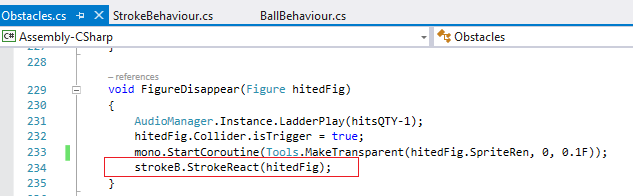 Obstacles.cs StrokeBehaviour.cs BallBehaviour.cs
C# Assembly-CSharp Obstacles
227 }
228
– references
229 void FigureDisappear(Figure hitedFig)
230 {
231 AudioManager.Instance.LadderPlay(hitsQTY-1);
232 hitedFig.Collider.isTrigger = true;
233 mono.StartCoroutine(Tools.MakeTransparent(hitedFig.SpriteRen, 0, 0.1F));
234 strokeB.StrokeReact(hitedFig);
235 }